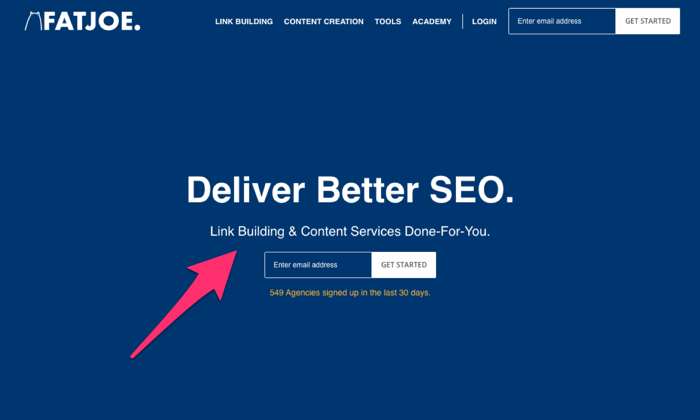 FATJOE.
LINK BUILDING CONTENT CREATION TOOLS ACADEMY LOGIN Enter email address GET STARTED
Deliver Better SEO.
Link Building & Content Services Done-For-You.
Enter email address GET STARTED
549 Agencies signed up in the last 30 days.